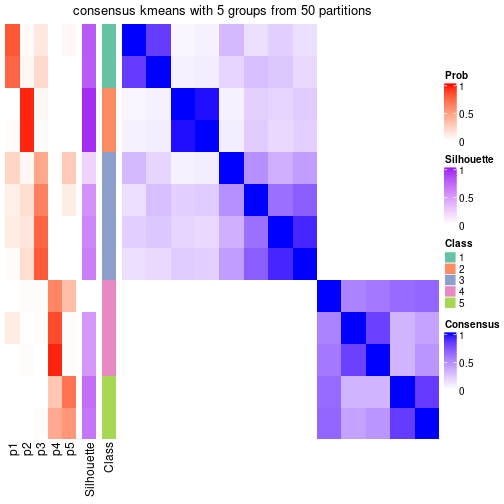 consensus kmeans with 5 groups from 50 partitions
Prob
1
0.5
0
Silhouette
1
0.5
0
Class
1
2
3
4
5
Consensus
1
0.5
0
p1
p2
p3
p4
p5
Silhouette
Class